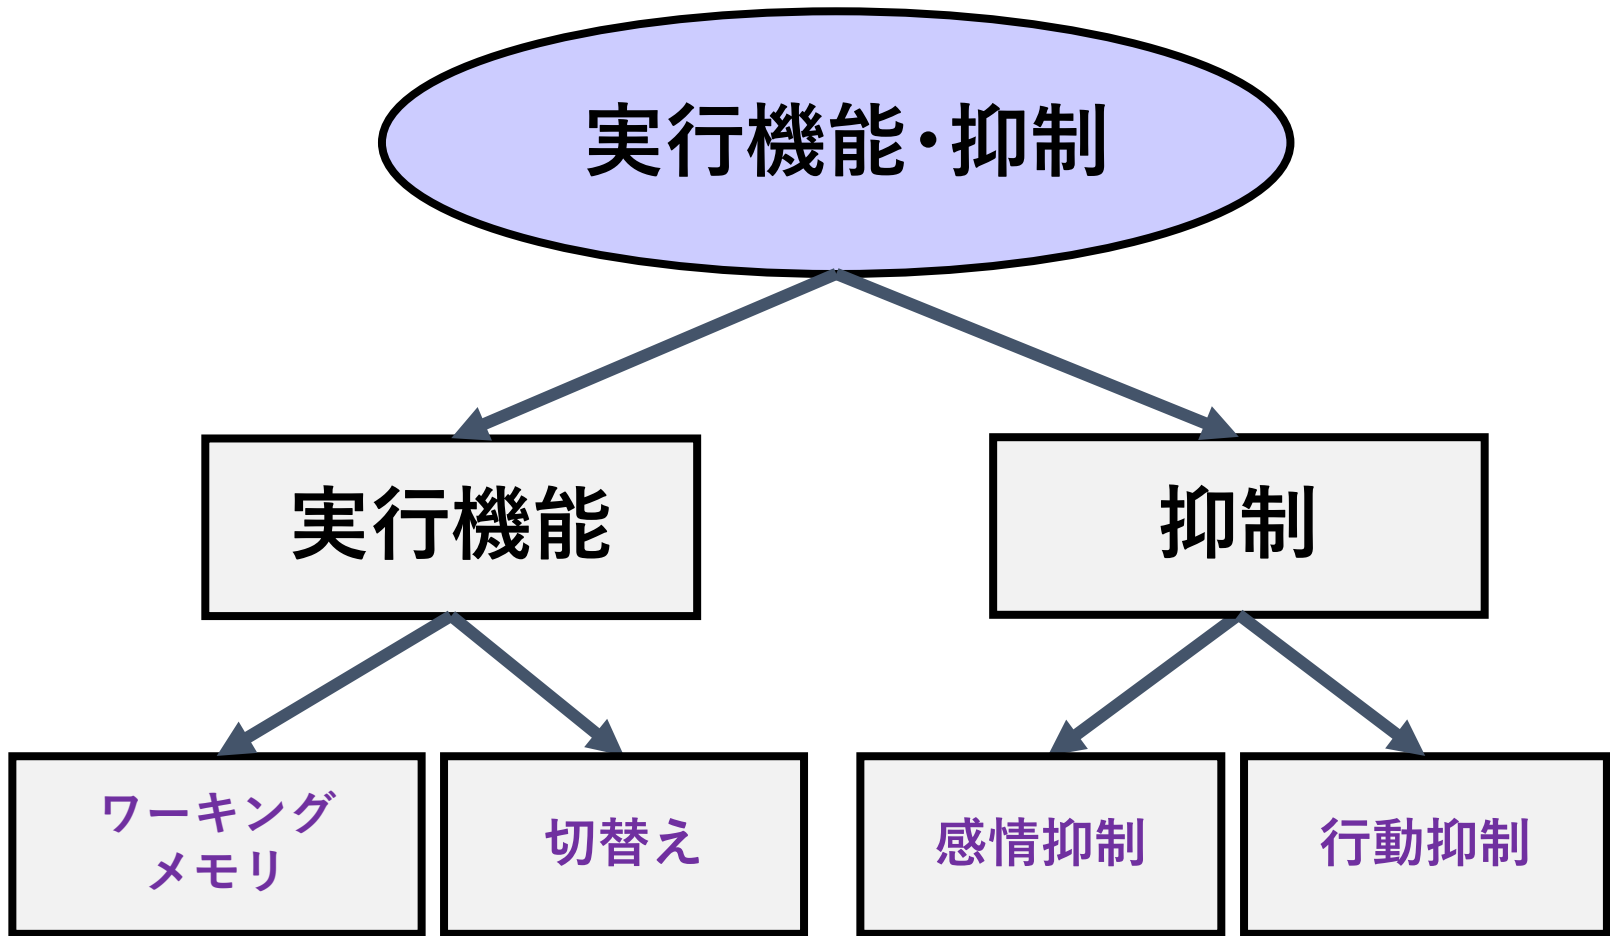 実行機能・抑制
実行機能
抑制
ワーキング
メモリ
切替え
感情抑制
行動抑制